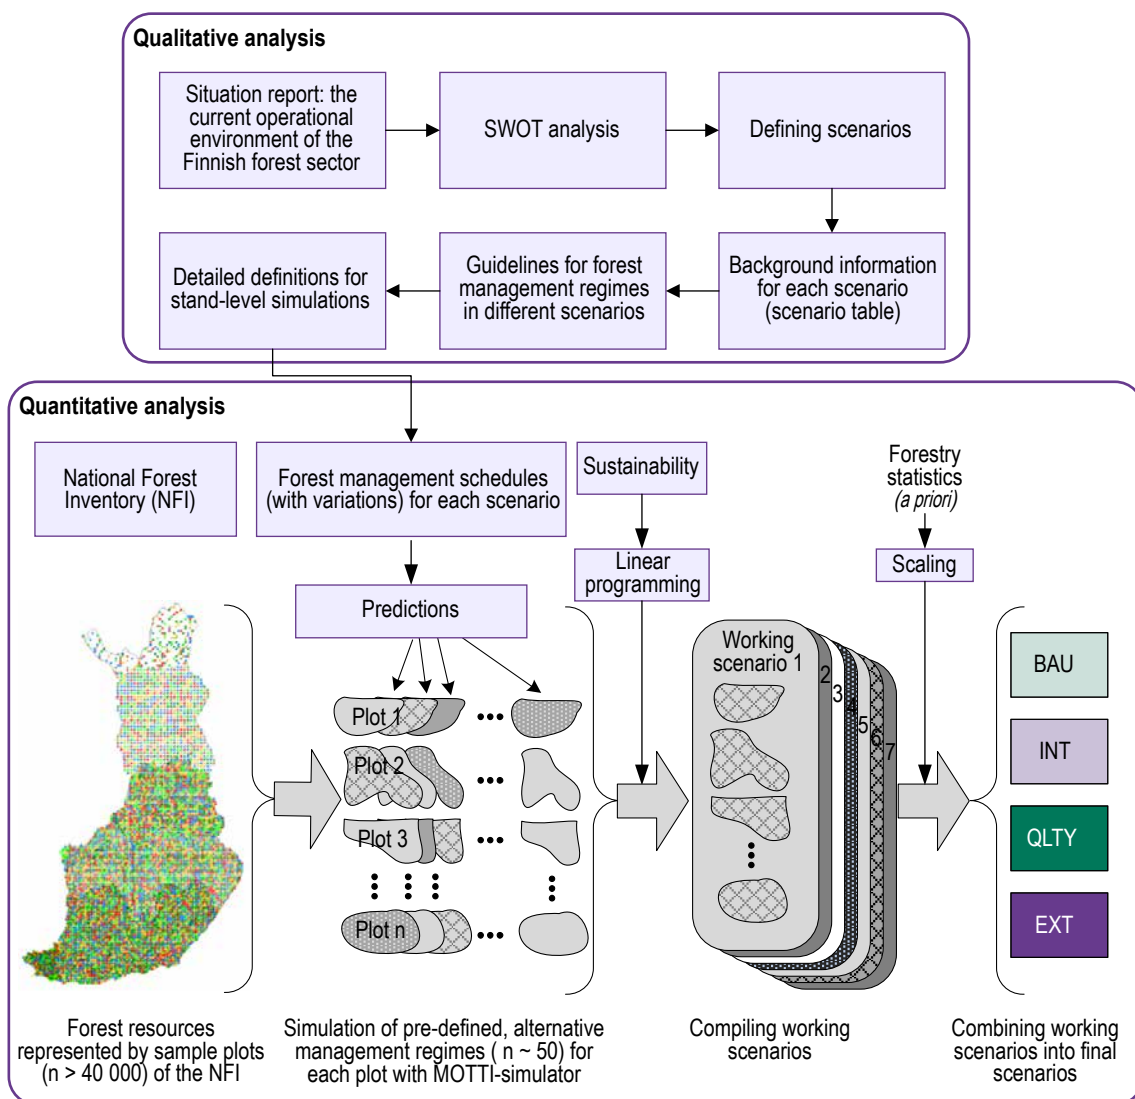 Qualitative analysis
Situation report: the
current operational
environment of the
Finnish forest sector
SWOT analysis
Defining scenarios
Detailed definitions for
stand-level simulations
Guidelines for forest
management regimes
in different scenarios
Background information
for each scenario
(scenario table)
Quantitative analysis
National Forest
Inventory (NFI)
Forest management schedules
(with variations) for each scenario
Sustainability
Forestry
statistics
(a priori)
Linear
programming
Scaling
Predictions
Working
scenario 1
2
3
4
5
6
7
Plot 1
Plot 2
Plot 3
Plot n
BAU
INT
QLTY
EXT
Forest resources
represented by sample plots
(n > 40 000) of the NFI
Simulation of pre-defined, alternative
management regimes ( n ~ 50) for
each plot with MOTTI-simulator
Compiling working
scenarios
Combining working
scenarios into final
scenarios